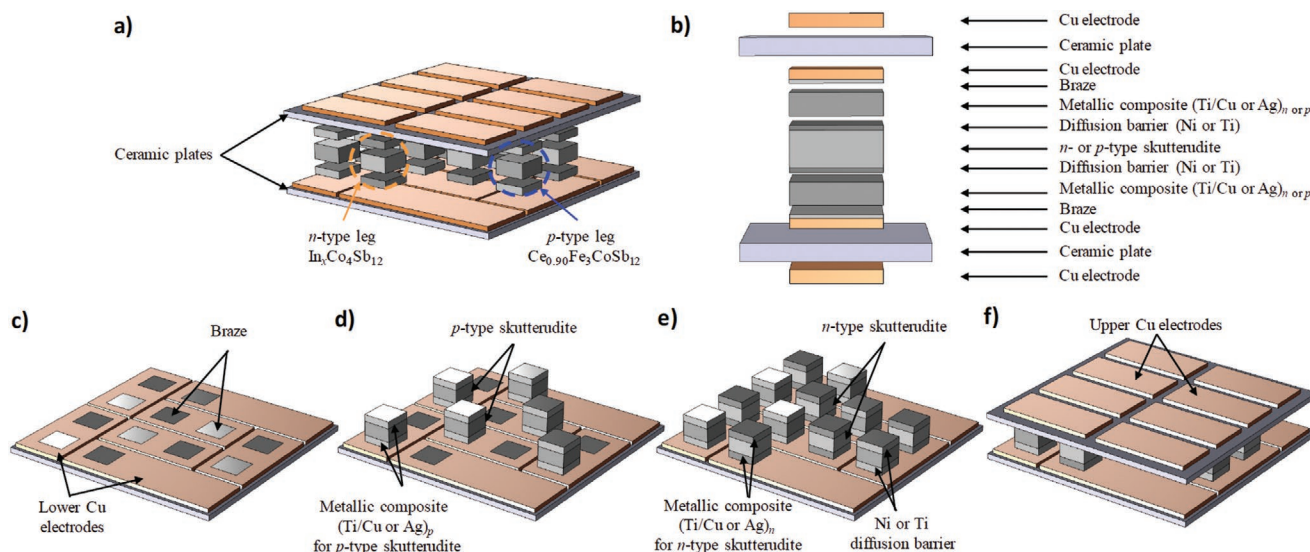 a)
Ceramic plates
n-type leg
InₓCo₄Sb₁₂
p-type leg
Ce₀.₉₀Fe₃CoSb₁₂
b)
Cu electrode
Ceramic plate
Cu electrode
Braze
Metallic composite (Ti/Cu or Ag)n or p
Diffusion barrier (Ni or Ti)
n- or p-type skutterudite
Diffusion barrier (Ni or Ti)
Metallic composite (Ti/Cu or Ag)n or p
Braze
Cu electrode
Ceramic plate
Cu electrode
c)
Braze
Lower Cu
electrodes
d)
p-type skutterudite
Metallic composite
(Ti/Cu or Ag)p
for p-type skutterudite
e)
n-type skutterudite
Metallic composite
(Ti/Cu or Ag)n
for n-type skutterudite
Ni or Ti
diffusion barrier
f)
Upper Cu electrodes